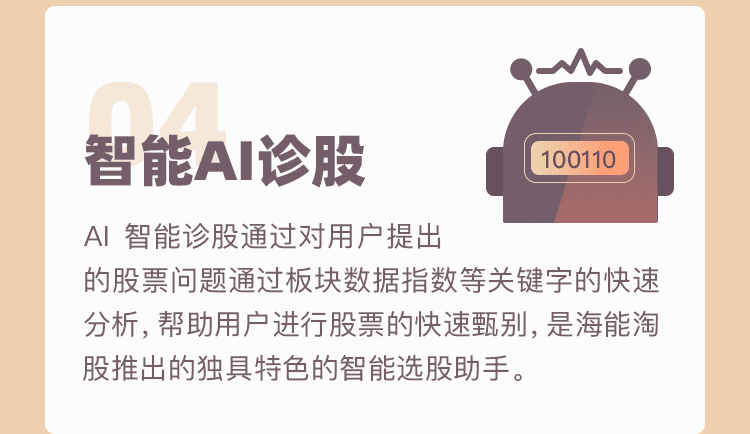 04
智能AI诊股
100110
AI 智能诊股通过对用户提出
的股票问题通过板块数据指数等关键字的快速
分析，帮助用户进行股票的快速甄别，是海能淘
股推出的独具特色的智能选股助手。